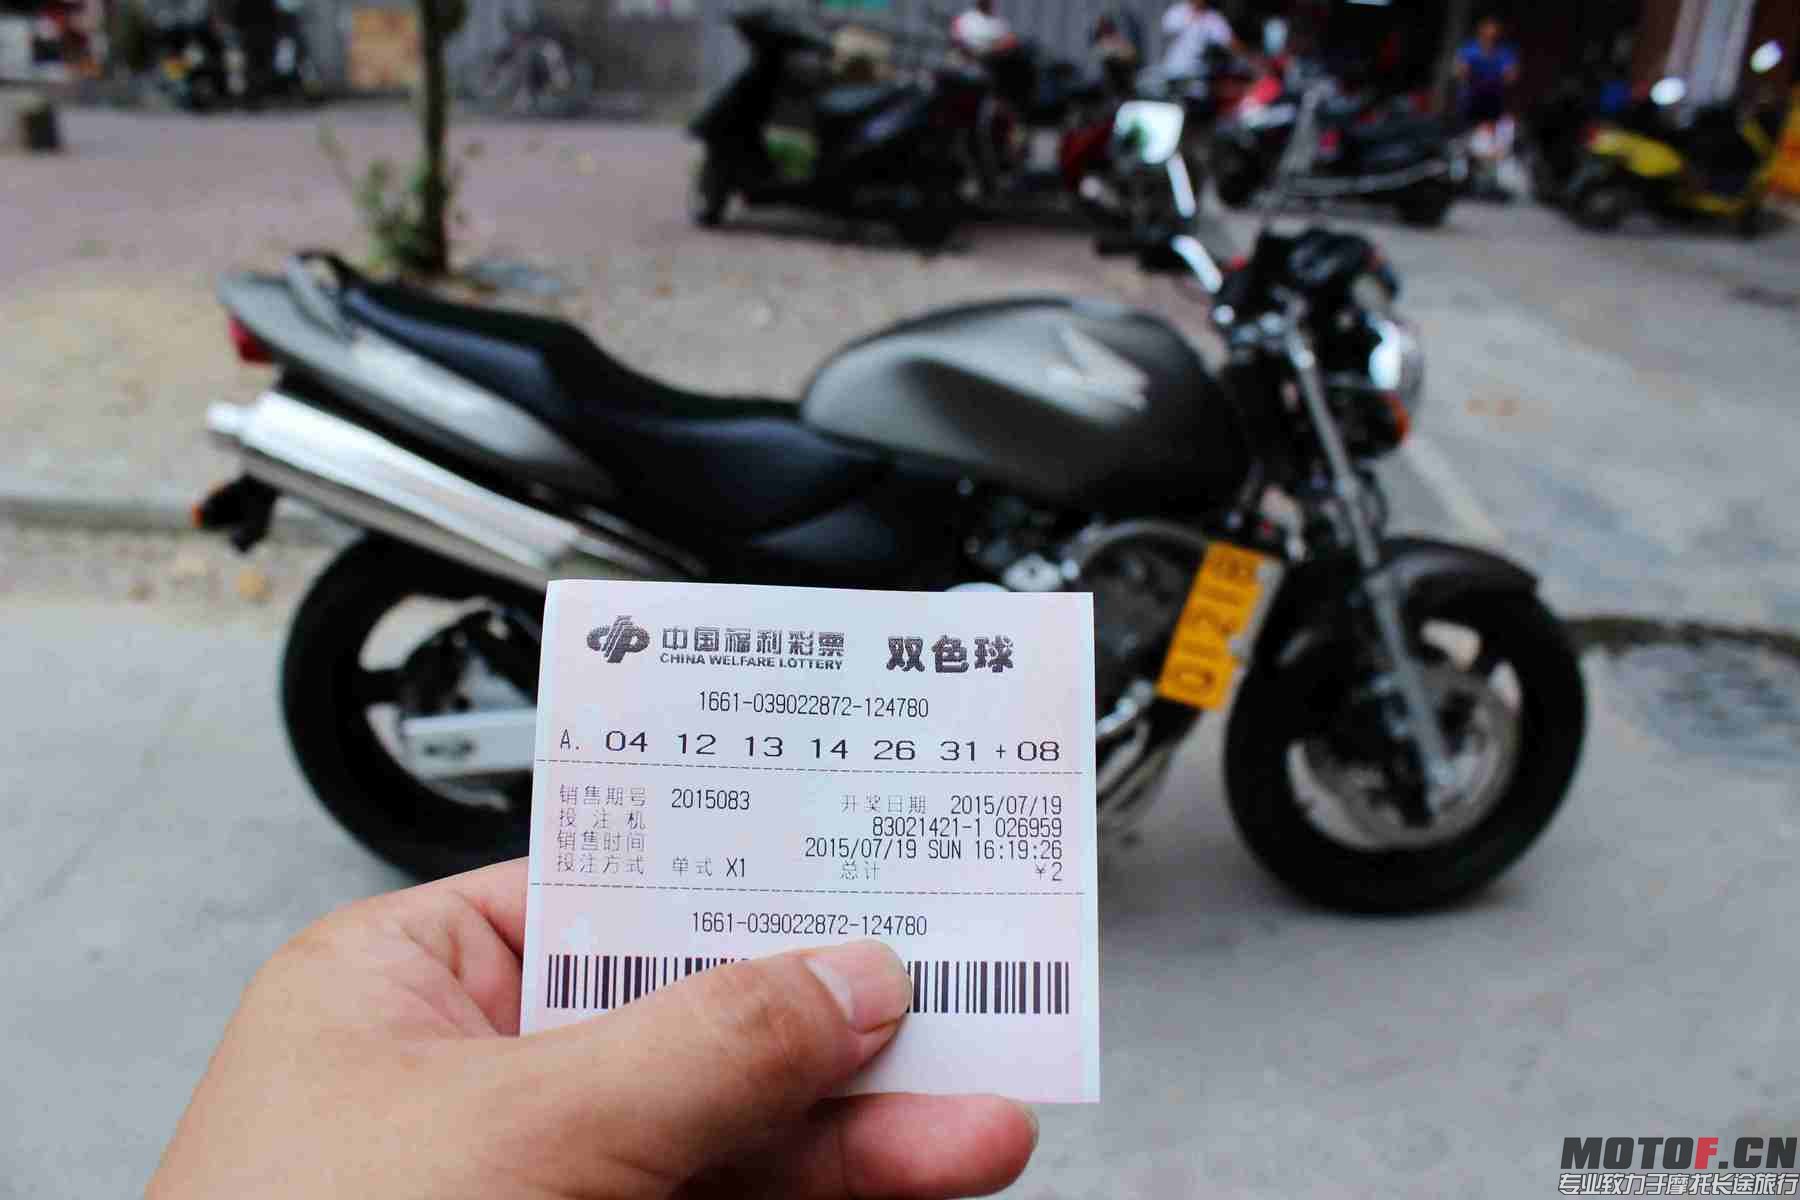 中国福利彩票 双色球
CHINA WELFARE LOTTERY
1661-039022872-124780
A. 04 12 13 14 26 31 + 08
销售期号 2015083 开奖日期 2015/07/19
投注机 83021421-1 026959
销售时间 2015/07/19 SUN 16:19:26
投注方式 单式 X1 总计 ¥2
1661-039022872-124780
MOTOF.CN
专业致力于摩托长途旅行